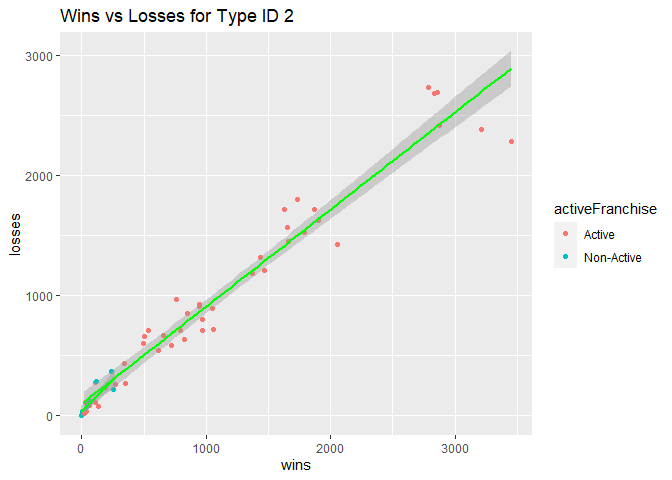 Wins vs Losses for Type ID 2
3000
2000
1000
0
losses
0 1000 2000 3000
wins
activeFranchise
Active
Non-Active